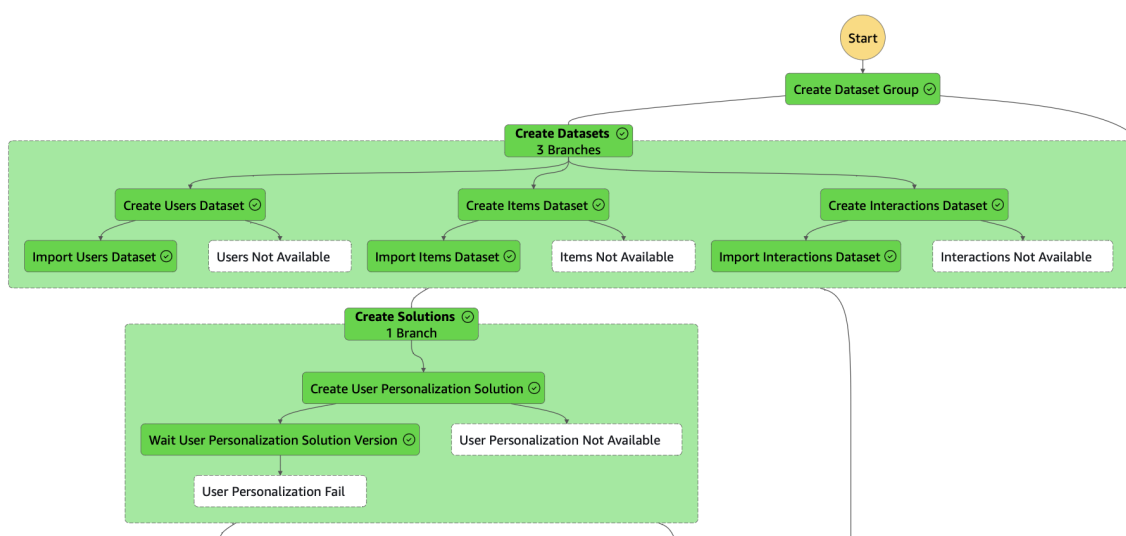 Start
Create Dataset Group
Create Datasets
3 Branches
Create Users Dataset
Create Items Dataset
Create Interactions Dataset
Import Users Dataset
Users Not Available
Import Items Dataset
Items Not Available
Import Interactions Dataset
Interactions Not Available
Create Solutions
1 Branch
Create User Personalization Solution
Wait User Personalization Solution Version
User Personalization Not Available
User Personalization Fail